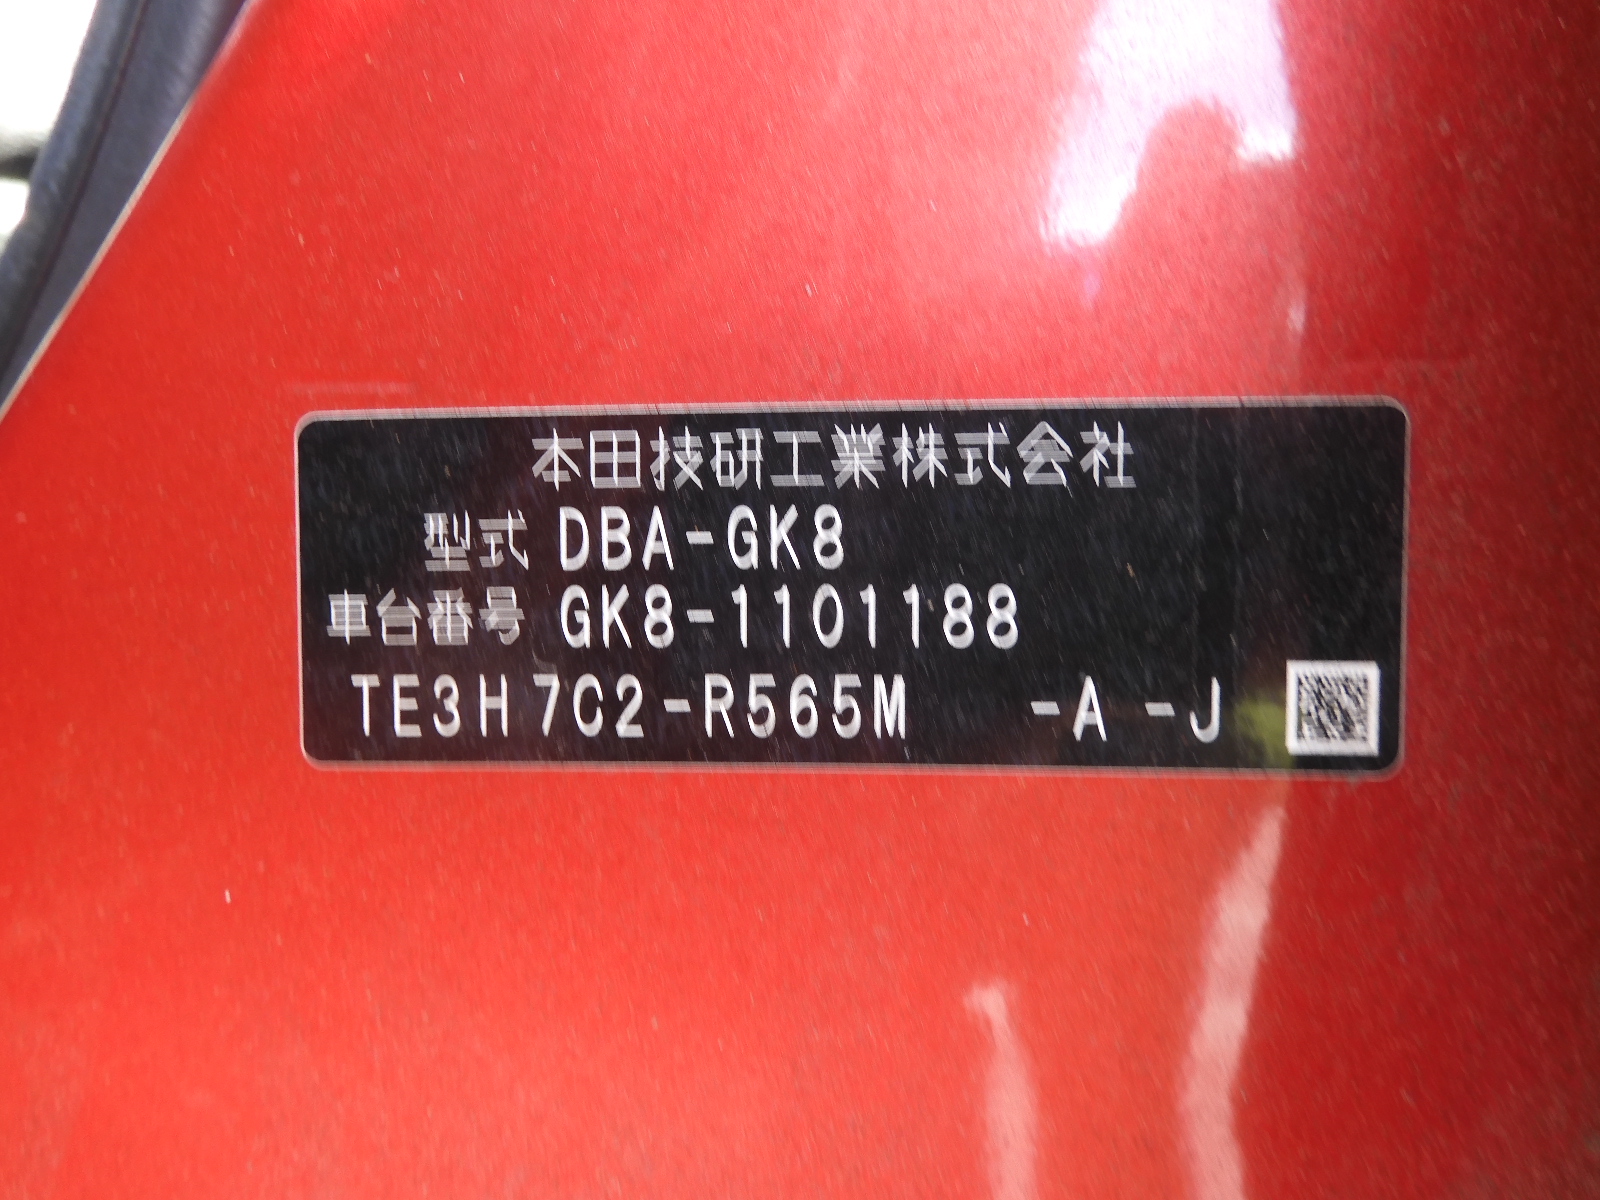 本田技研工業株式会社
型式 DBA-GK8
車台番号 GK8-1101188
TE3H7C2-R565M -A -J